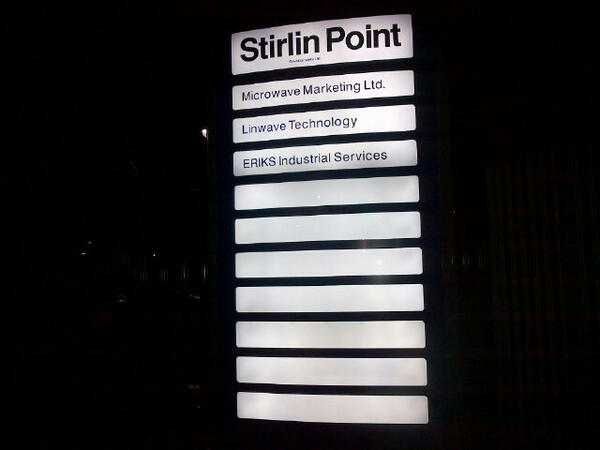 Stirlin Point
Microwave Marketing Ltd.
Linwave Technology
ERIKS Industrial Services